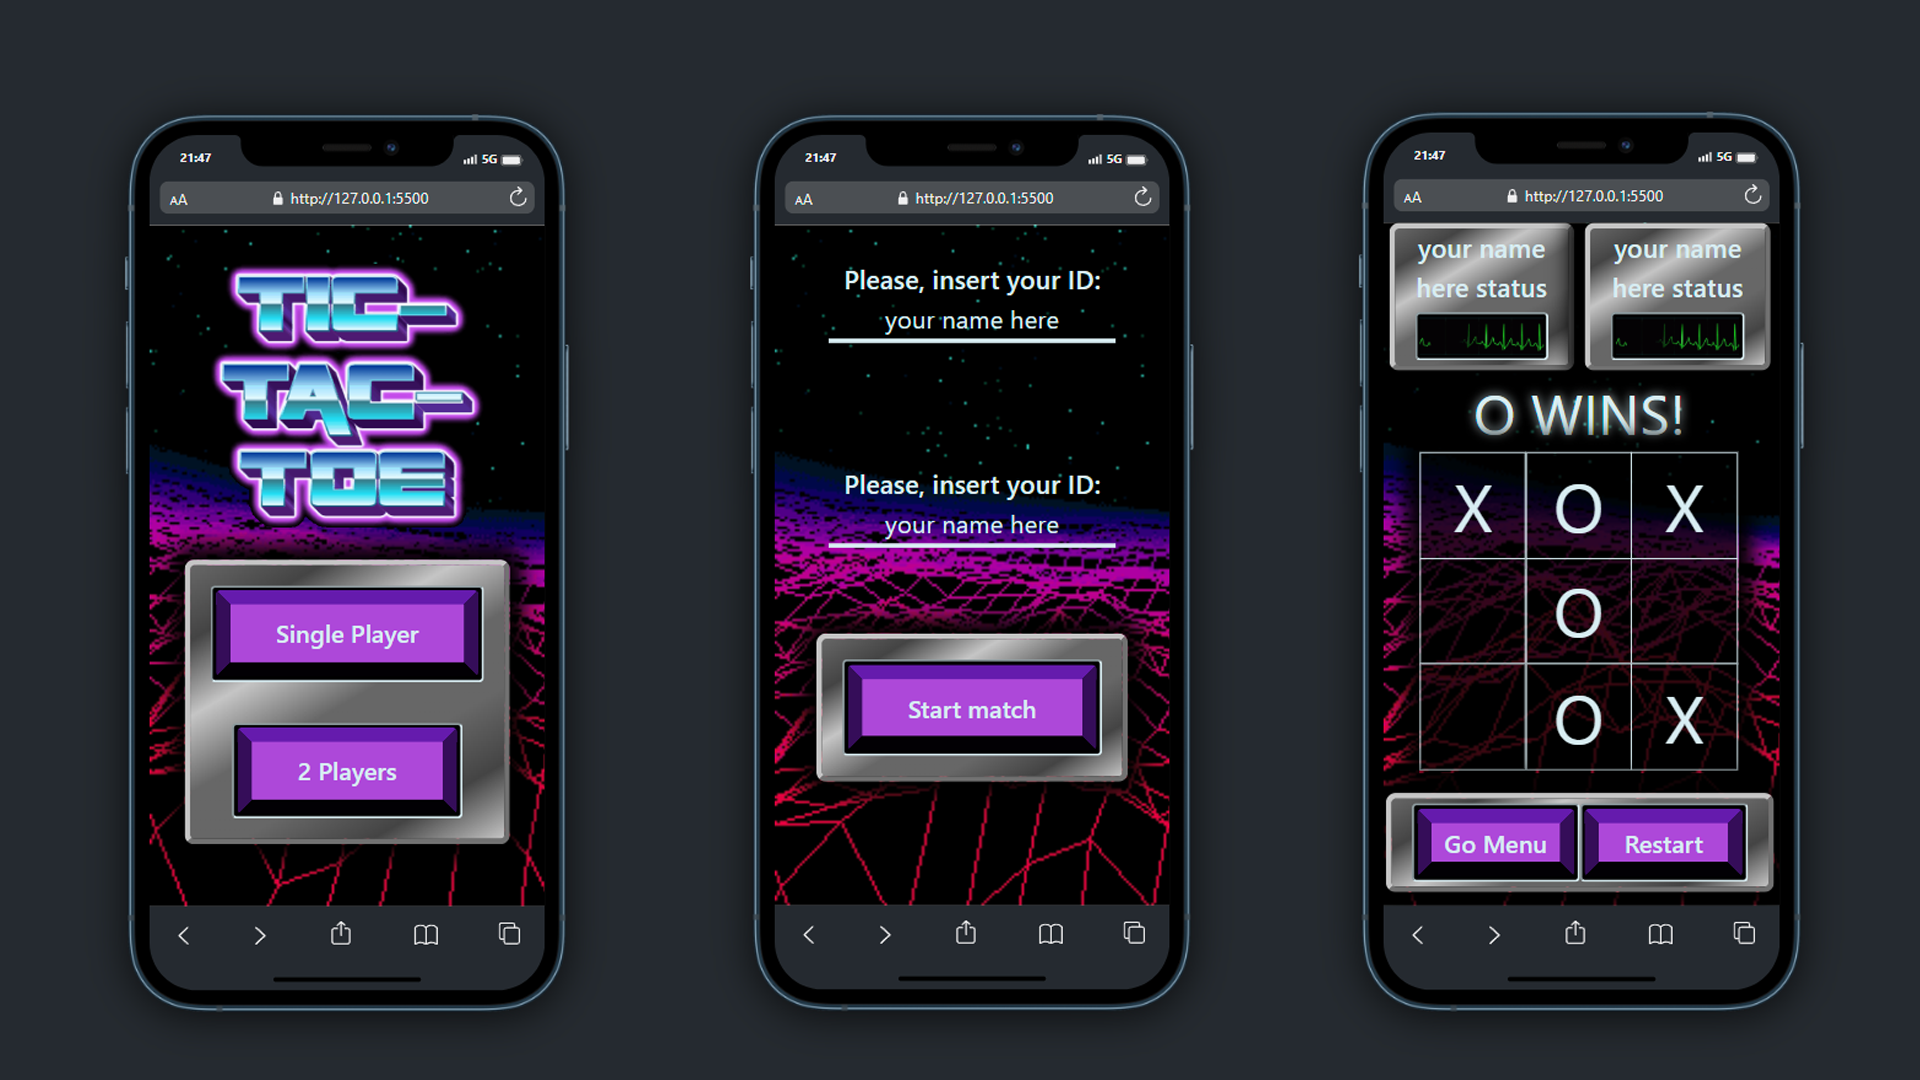 21:47
5G
AA
http://127.0.0.1:5500
TIC-
TAC-
TOE
Single Player
2 Players
21:47
5G
AA
http://127.0.0.1:5500
Please, insert your ID:
your name here
Please, insert your ID:
your name here
Start match
21:47
5G
AA
http://127.0.0.1:5500
your name
here status
your name
here status
O WINS!
X O X
O
O X
Go Menu
Restart